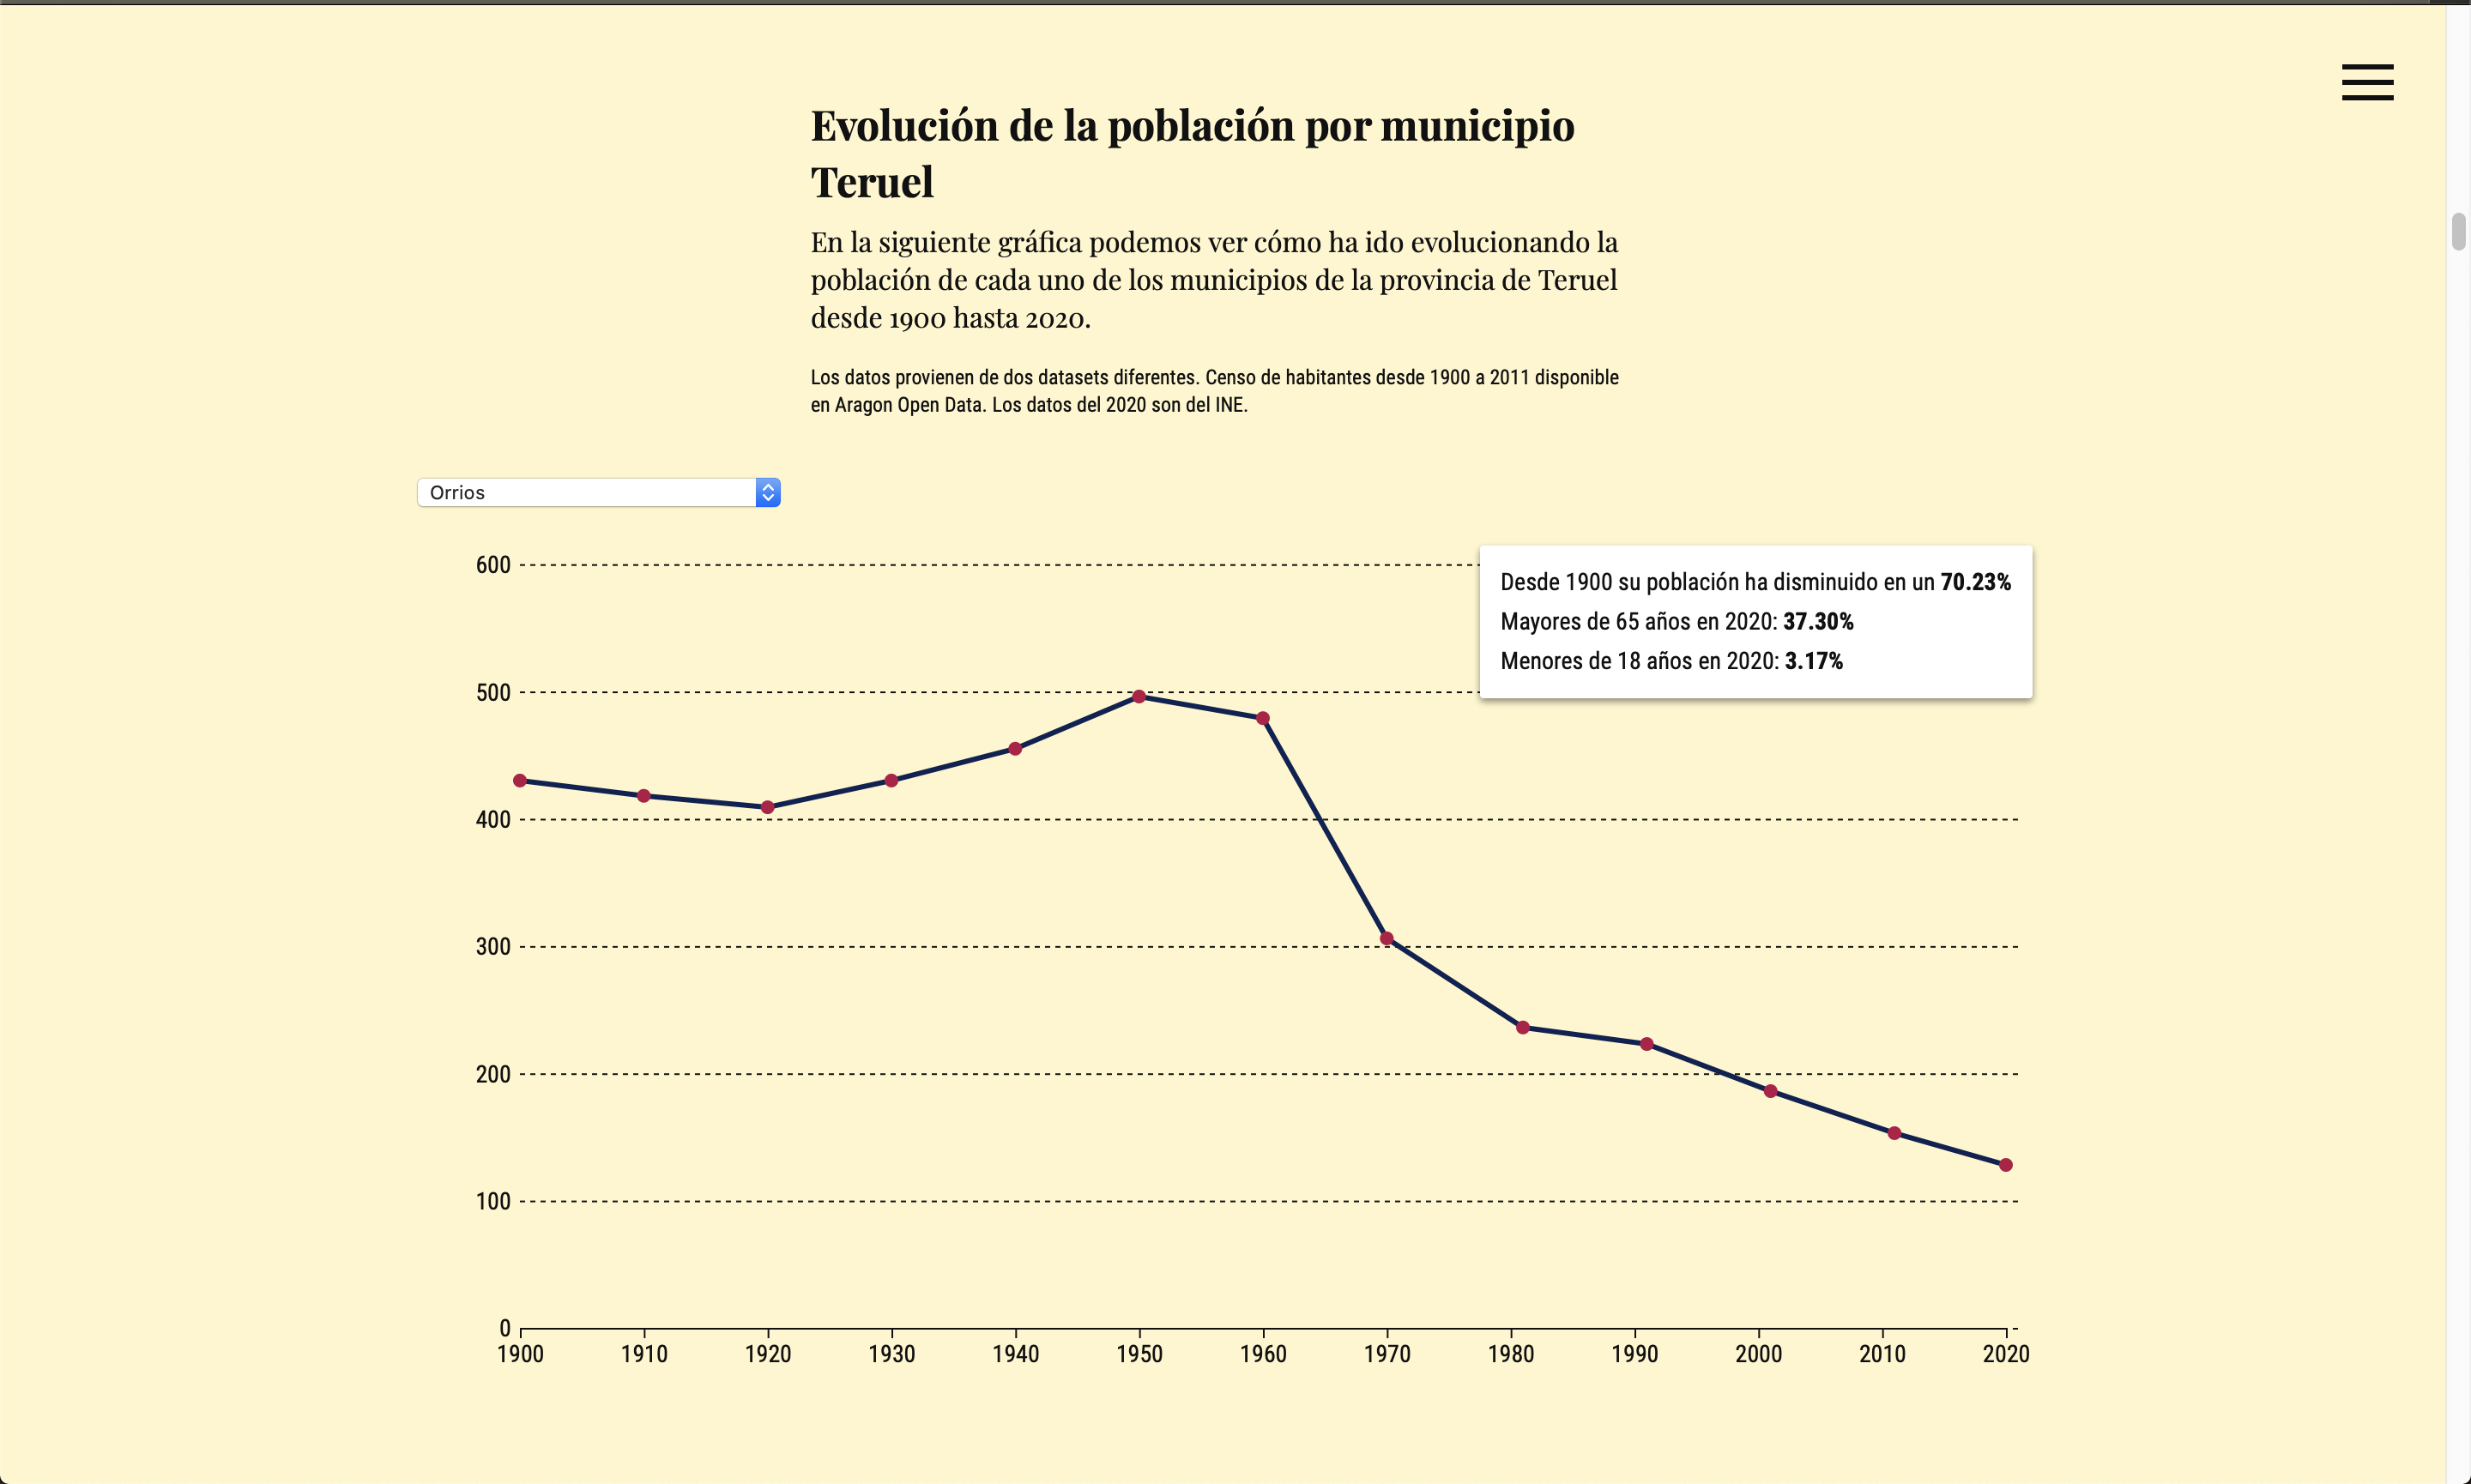 Evolución de la población por municipio
Teruel
En la siguiente gráfica podemos ver cómo ha ido evolucionando la
población de cada uno de los municipios de la provincia de Teruel
desde 1900 hasta 2020.
Los datos provienen de dos datasets diferentes. Censo de habitantes desde 1900 a 2011 disponible
en Aragon Open Data. Los datos del 2020 son del INE.
Orrios
Desde 1900 su población ha disminuido en un 70.23%
Mayores de 65 años en 2020: 37.30%
Menores de 18 años en 2020: 3.17%
600
500
400
300
200
100
0
1900 1910 1920 1930 1940 1950 1960 1970 1980 1990 2000 2010 2020